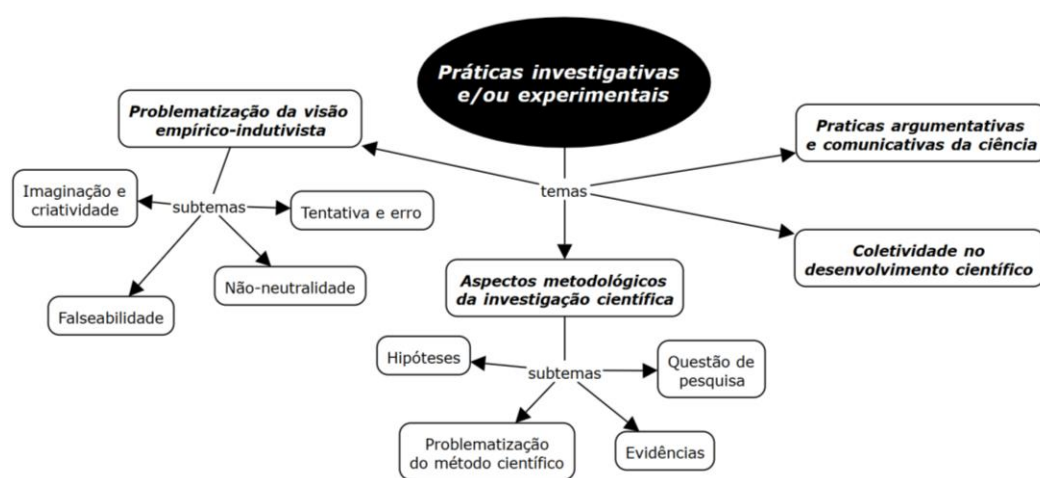 Práticas investigativas
e/ou experimentais
Problematização da visão
empírico-indutivista
Praticas argumentativas
e comunicativas da ciência
Imaginação e
criatividade
subtemas
Tentativa e erro
temas
Coletividade no
desenvolvimento científico
Não-neutralidade
Falseabilidade
Aspectos metodológicos
da investigação científica
Hipóteses
subtemas
Questão de
pesquisa
Problematização
do método científico
Evidências